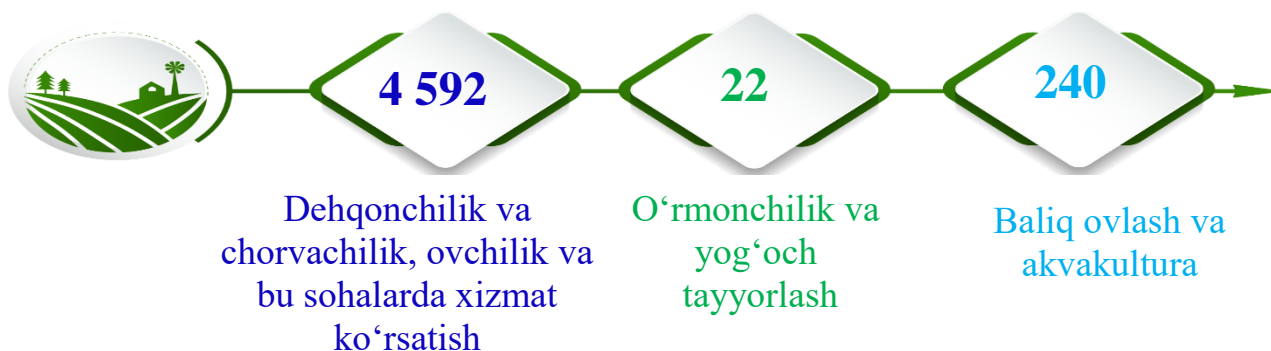 4 592
22
240
Dehqonchilik va
chorvachilik, ovchilik va
bu sohalarda xizmat
ko‘rsatish
O‘rmonchilik va
yog‘och
tayyorlash
Baliq ovlash va
akvakultura